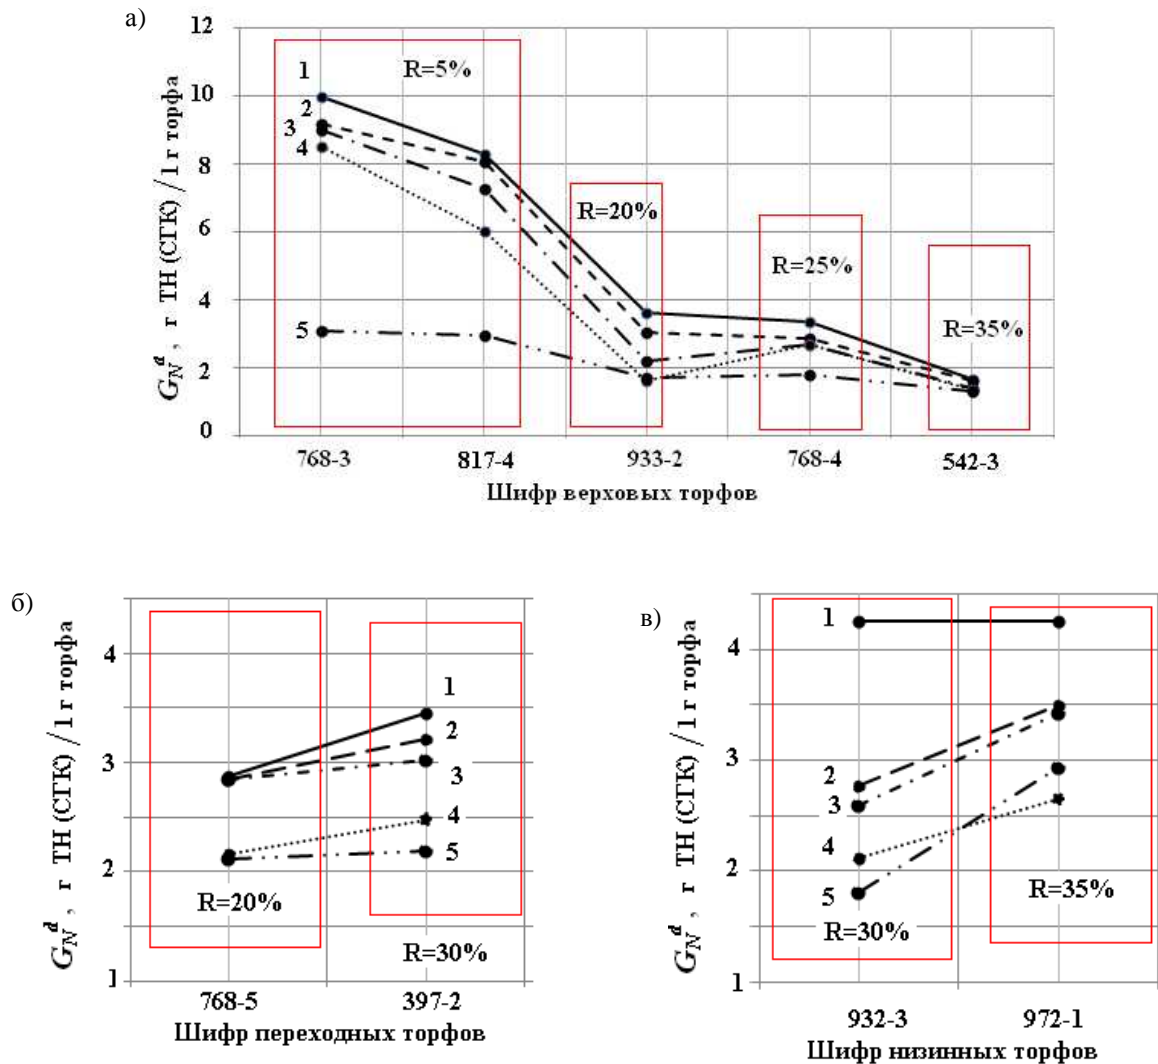 а)
G_N^d , г ТН (СГК) /1 г торфа
12
10
8
6
4
2
0
1
2
3
4
5
R=5%
R=20%
R=25%
R=35%
768-3 817-4 933-2 768-4 542-3
Шифр верховых торфов
б)
G_N^d , г ТН (СГК) /1 г торфа
4
3
2
1
1
2
3
4
5
R=20%
R=30%
768-5 397-2
Шифр переходных торфов
в)
G_N^d , г ТН (СГК) /1 г торфа
4
3
2
1
1
2
3
4
5
R=35%
R=30%
932-3 972-1
Шифр низинных торфов